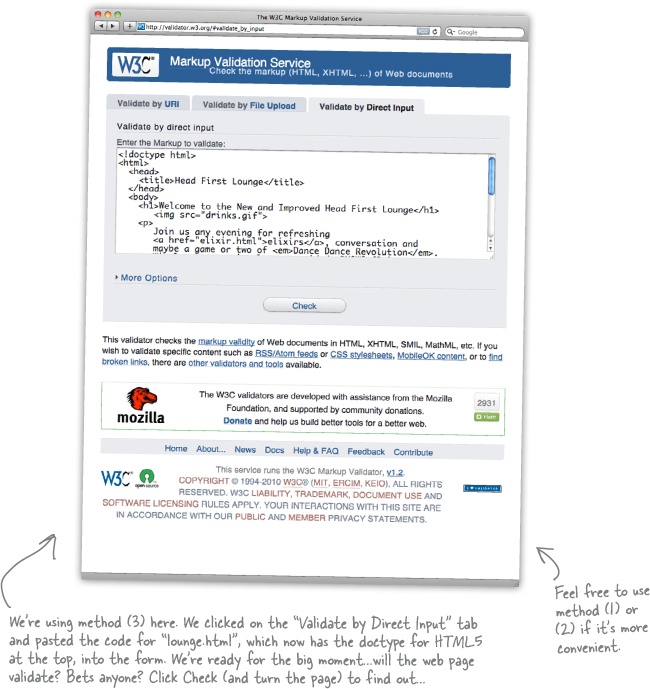 The W3C Markup Validation Service
http://validator.w3.org/#validate_by_input
Google
W3C
Markup Validation Service
Check the markup (HTML, XHTML, ...) of Web documents
Validate by URI
Validate by File Upload
Validate by Direct Input
Validate by direct input
Enter the Markup to validate:
<!doctype html>
<html>
<head>
<title>Head First Lounge</title>
</head>
<body>
<h1>Welcome to the New and Improved Head First Lounge</h1>
<img src="drinks.gif">
<p>
Join us any evening for refreshing
<a href="elixir.html">elixirs</a>, conversation and
maybe a game or two of <em>Dance Dance Revolution</em>.
More Options
Check
This validator checks the markup validity of Web documents in HTML, XHTML, SMIL, MathML, etc. If you
wish to validate specific content such as RSS/Atom feeds or CSS stylesheets, MobileOK content, or to find
broken links, there are other validators and tools available.
mozilla
The W3C validators are developed with assistance from the Mozilla
Foundation, and supported by community donations.
Donate and help us build better tools for a better web.
2931
Home About... News Docs Help & FAQ Feedback Contribute
W3C
open source
This service runs the W3C Markup Validator, v1.2.
COPYRIGHT © 1994-2010 W3C® (MIT, ERCIM, KEIO), ALL RIGHTS
RESERVED. W3C LIABILITY, TRADEMARK, DOCUMENT USE AND
SOFTWARE LICENSING RULES APPLY. YOUR INTERACTIONS WITH THIS SITE ARE
IN ACCORDANCE WITH OUR PUBLIC AND MEMBER PRIVACY STATEMENTS.
We're using method (3) here. We clicked on the "Validate by Direct Input" tab
and pasted the code for "lounge.html", which now has the doctype for HTML5
at the top, into the form. We're ready for the big moment...will the web page
validate? Bets anyone? Click Check (and turn the page) to find out...
Feel free to use
method (1) or
(2) if it's more
convenient.